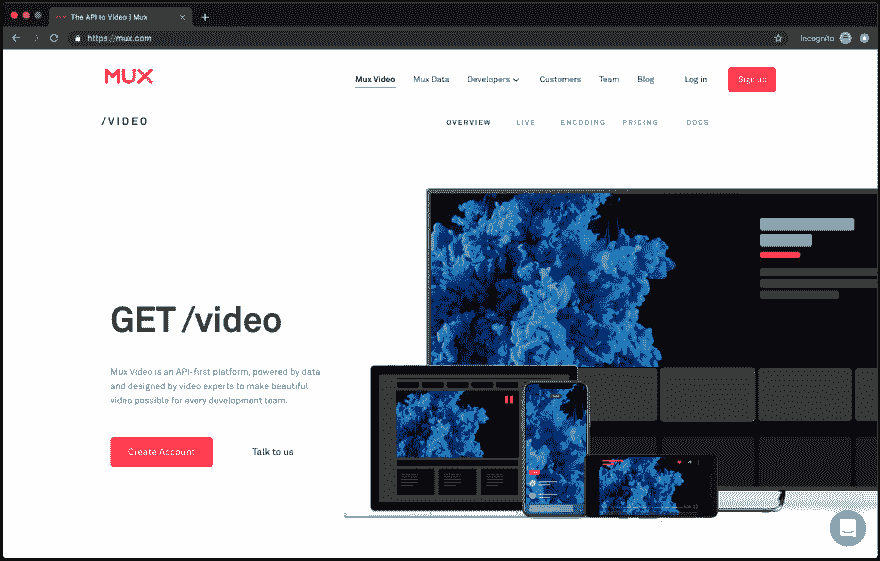 The API to Video | Mux
https://mux.com
Incognito
MUX
Mux Video Mux Data Developers Customers Team Blog Log in Sign up
/VIDEO
OVERVIEW LIVE ENCODING PRICING DOCS
GET /video
Mux Video is an API-first platform, powered by data
and designed by video experts to make beautiful
video possible for every development team.
Create Account Talk to us